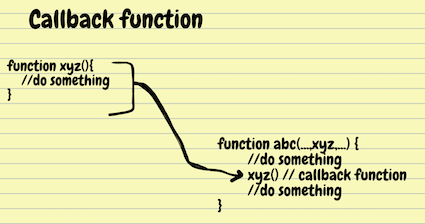 Callback function
function xyz(){
//do something
}
function abc(...,xyz,...) {
//do something
xyz() // callback function
//do something
}